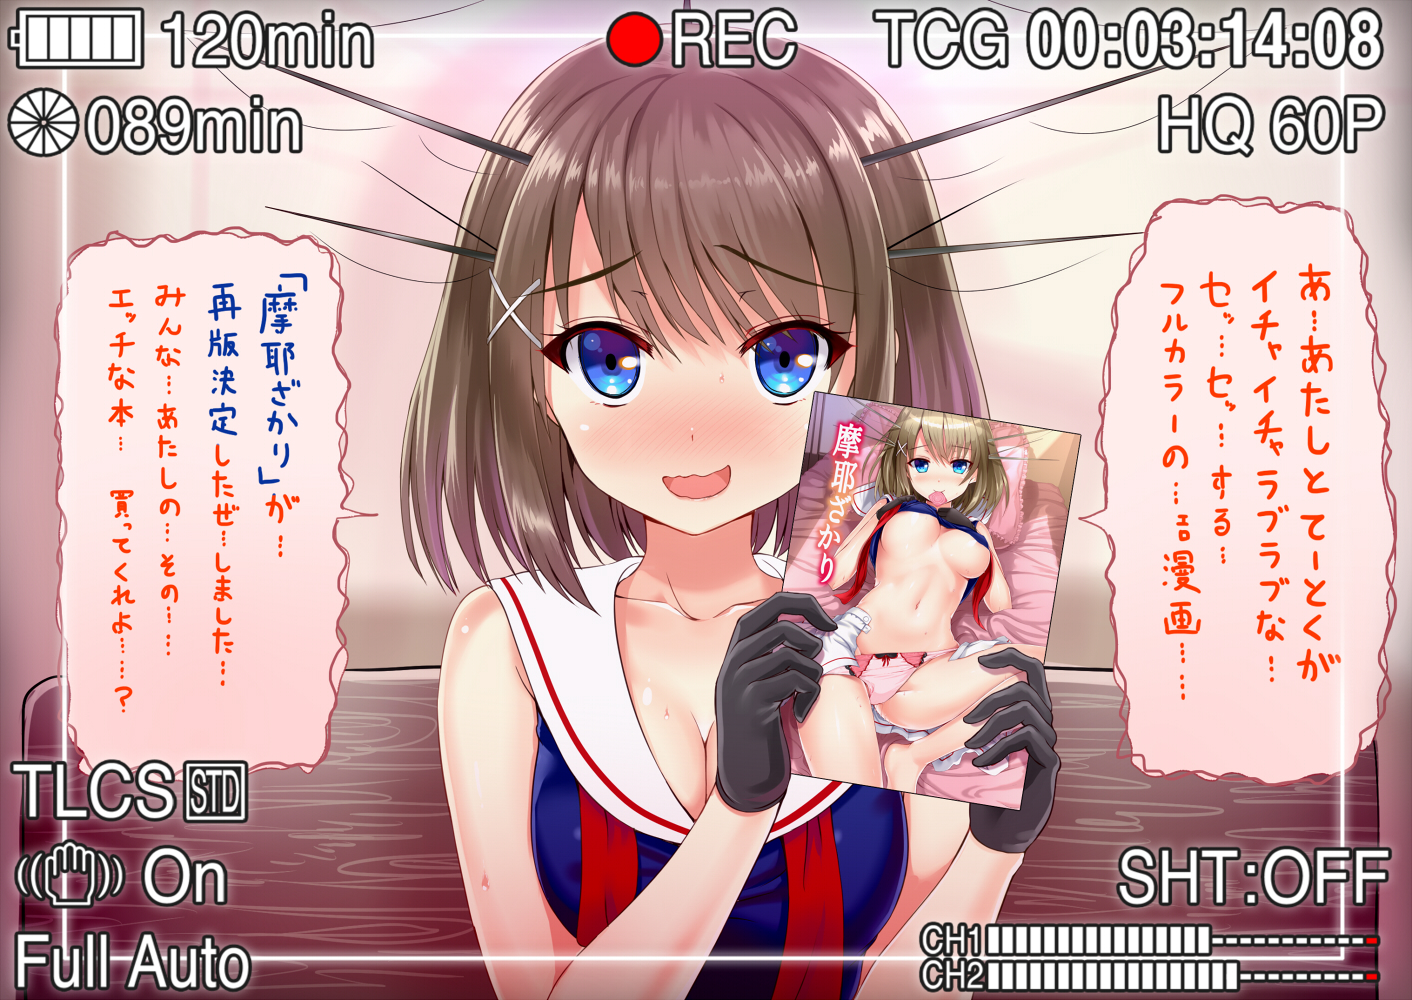 120min
REC
TCG 00:03:14:08
089min
HQ 60P
あ…あたしとてーとくが
イチャイチャラブラブな…
セッ…セッ…する…
フルカラーの…エロ漫画……
「摩耶ざかり」が…
再版決定したぜ…しました…
みんな…あたしの…その……
エッチな本… 買ってくれよ……?
摩耶ざかり
TLCS STD
On
Full Auto
SHT:OFF
CH1
CH2